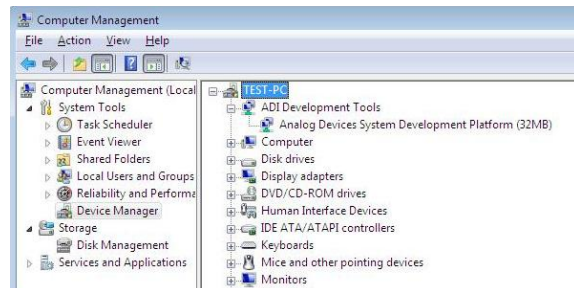 Computer Management
File Action View Help
Computer Management (Local
System Tools
Task Scheduler
Event Viewer
Shared Folders
Local Users and Groups
Reliability and Performa
Device Manager
Storage
Disk Management
Services and Applications
TEST-PC
ADI Development Tools
Analog Devices System Development Platform (32MB)
Computer
Disk drives
Display adapters
DVD/CD-ROM drives
Human Interface Devices
IDE ATA/ATAPI controllers
Keyboards
Mice and other pointing devices
Monitors